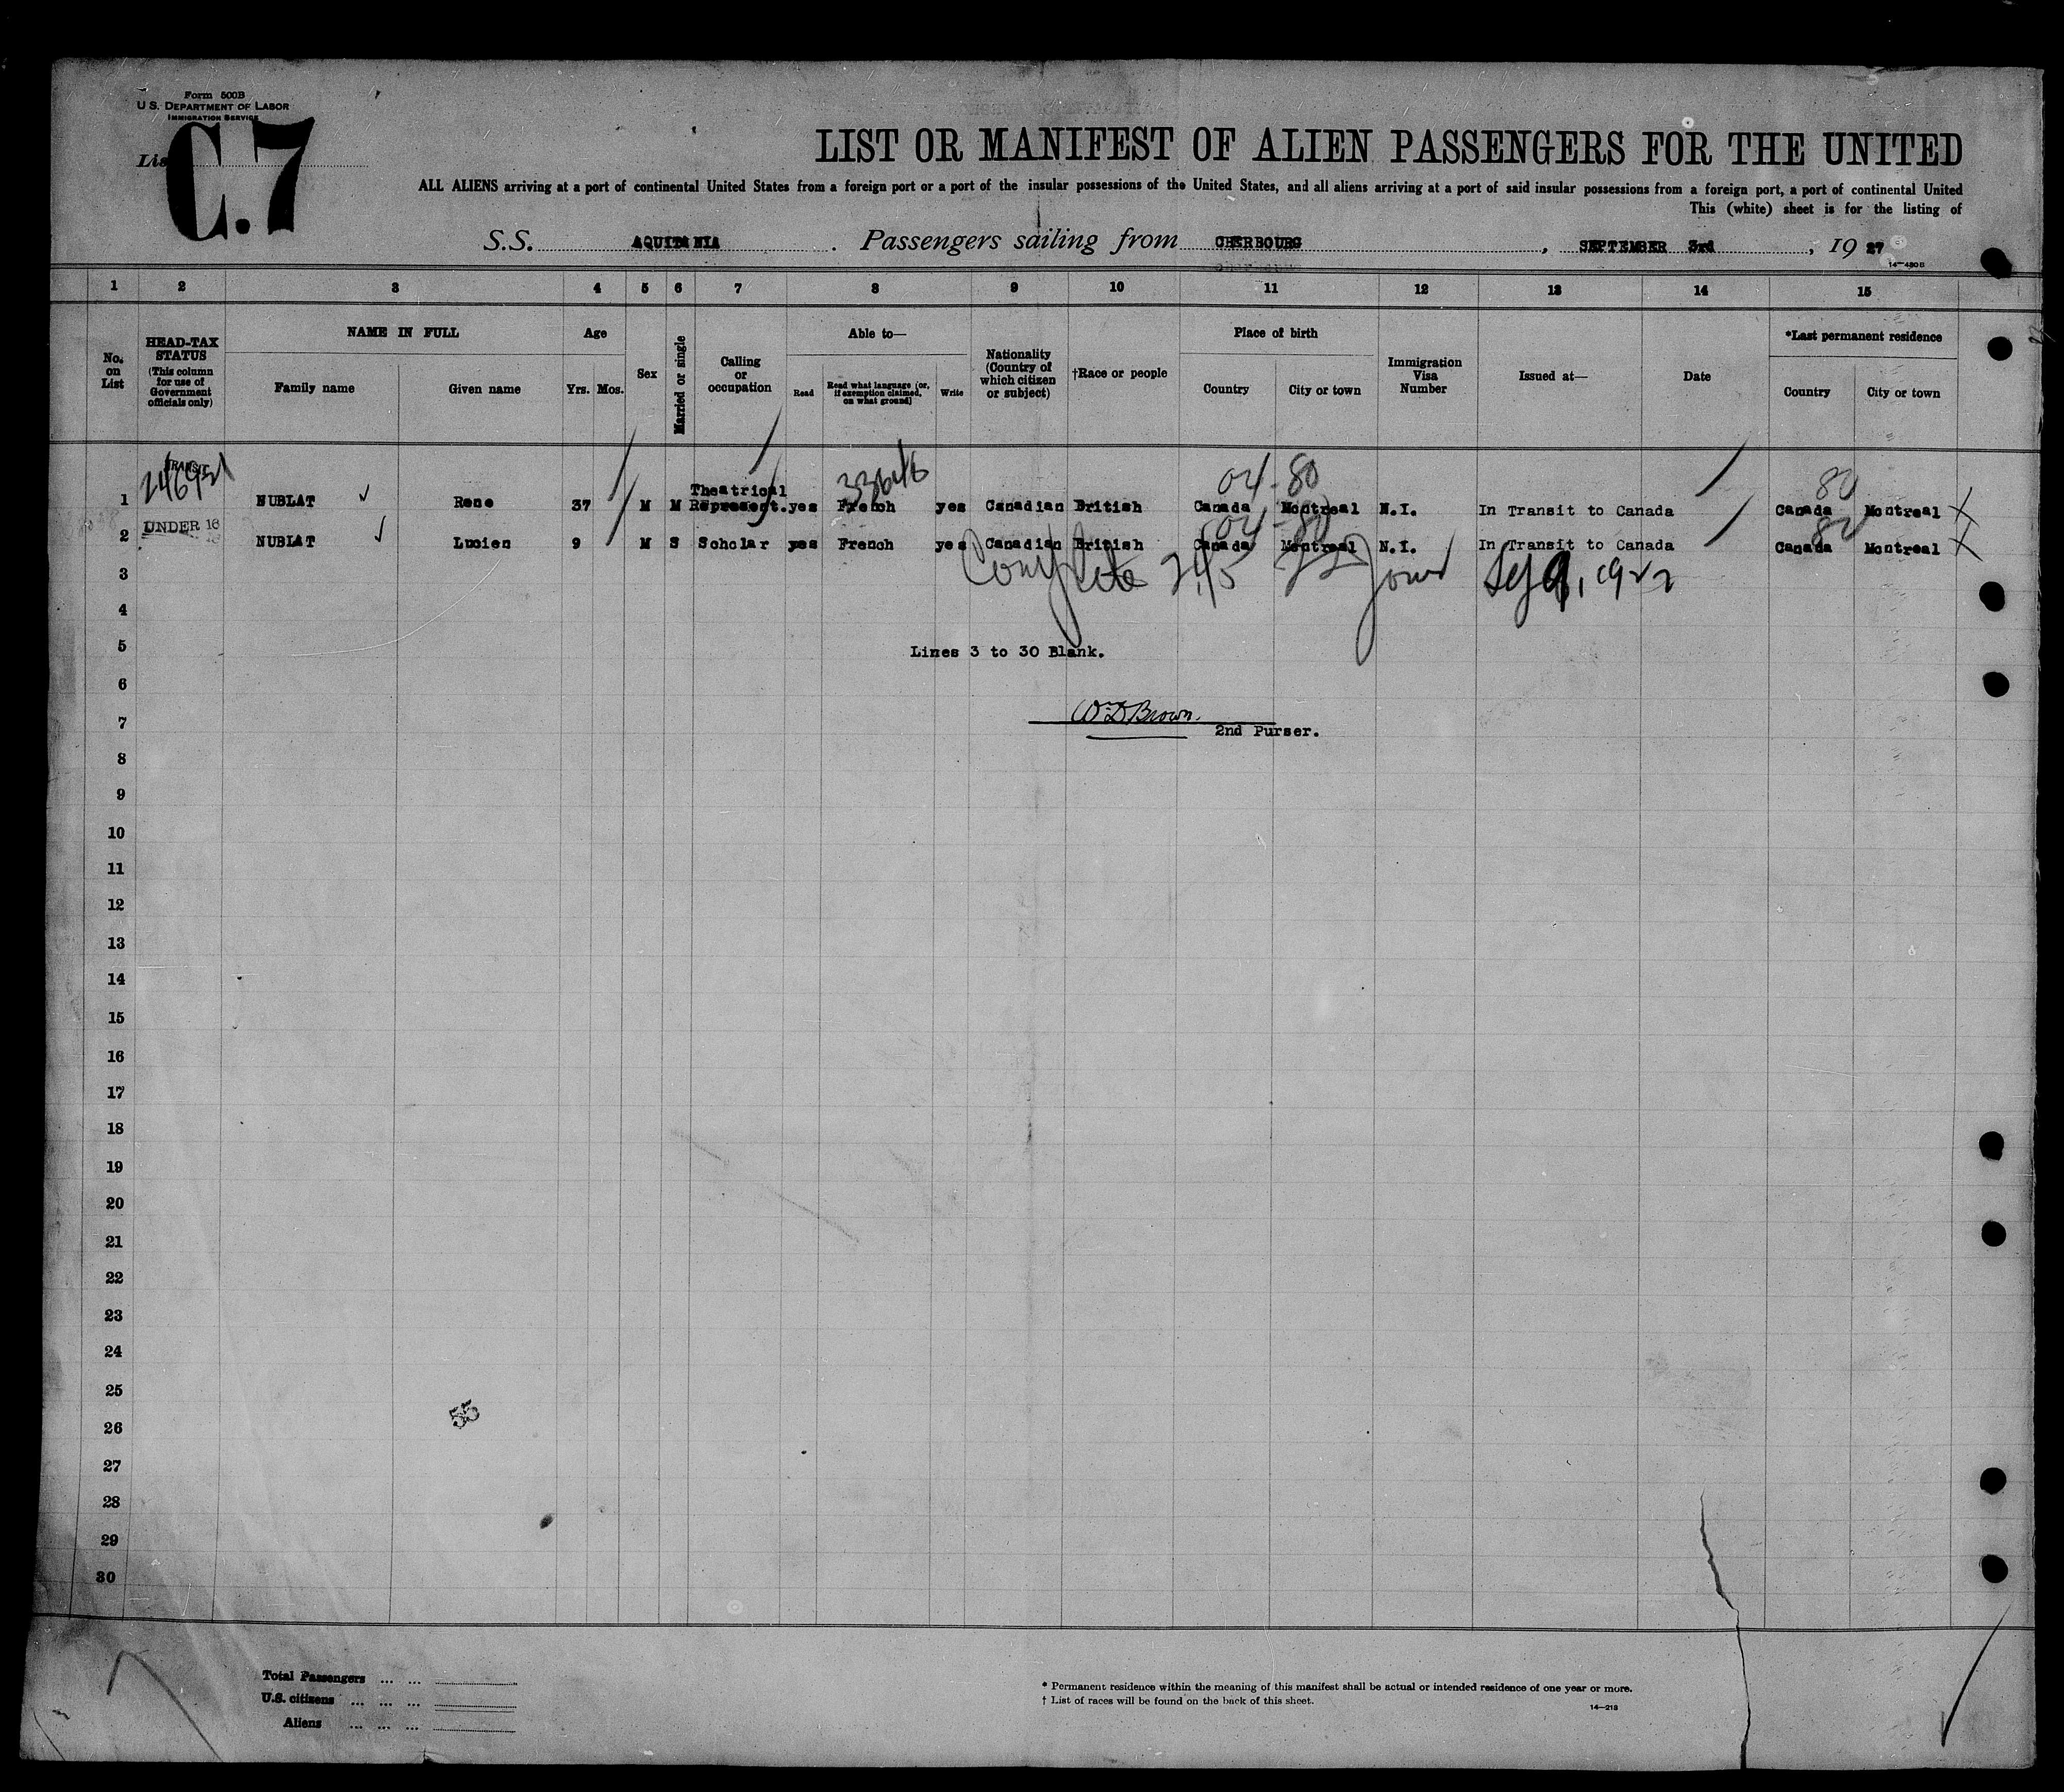 Form 500B
U.S. DEPARTMENT OF LABOR
IMMIGRATION SERVICE
Lis
C.7
LIST OR MANIFEST OF ALIEN PASSENGERS FOR THE UNITED
ALL ALIENS arriving at a port of continental United States from a foreign port or a port of the insular possessions of the United States, and all aliens arriving at a port of said insular possessions from a foreign port, a port of continental United
This (white) sheet is for the listing of
S.S. AQUITANIA. Passengers sailing from CHERBOURG, SEPTEMBER 3rd, 1927
14—480B
1 2 3 4 5 6 7 8 9 10 11 12 13 14 15
No. on List
HEAD-TAX STATUS (This column for use of Government officials only)
NAME IN FULL
Family name Given name
Age
Yrs. Mos.
Sex
Married or single
Calling or occupation
Able to—
Read
Read what language (or, if exemption claimed, on what ground)
Write
Nationality (Country of which citizen or subject)
†Race or people
Place of birth
Country City or town
Immigration Visa Number
Issued at—
Date
*Last permanent residence
Country City or town
TRANSIT
04-80 80
1 NUBLAT Rene 37 M M Theatrical Represent. yes French yes Canadian British Canada Montreal N.I. In Transit to Canada Canada Montreal
UNDER 16
04-80 80
2 NUBLAT Lucien 9 M S Scholar yes French yes Canadian British Canada Montreal N.I. In Transit to Canada Canada Montreal
3
4
5 Lines 3 to 30 Blank.
6
W.D. Brown.
7
2nd Purser.
8
9
10
11
12
13
14
15
16
17
18
19
20
21
22
23
24
25
55
26
27
28
29
30
Total Passengers ... ...
U.S. citizens ... ... ...
Aliens ... ... ...
* Permanent residence within the meaning of this manifest shall be actual or intended residence of one year or more.
† List of races will be found on the back of this sheet.
14—218